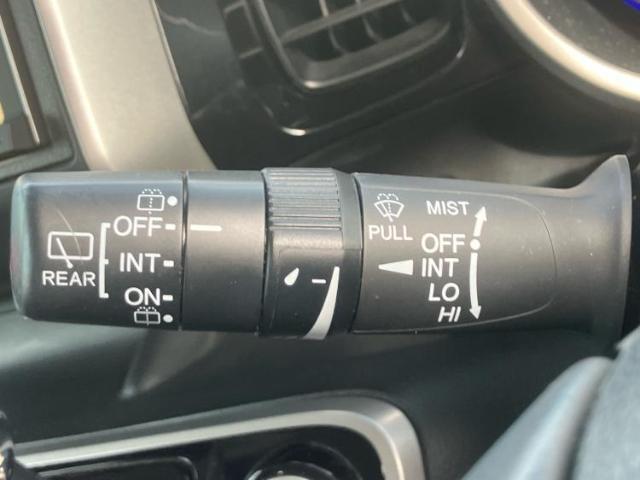 REAR
OFF
INT
ON
PULL
MIST
OFF
INT
LO
HI